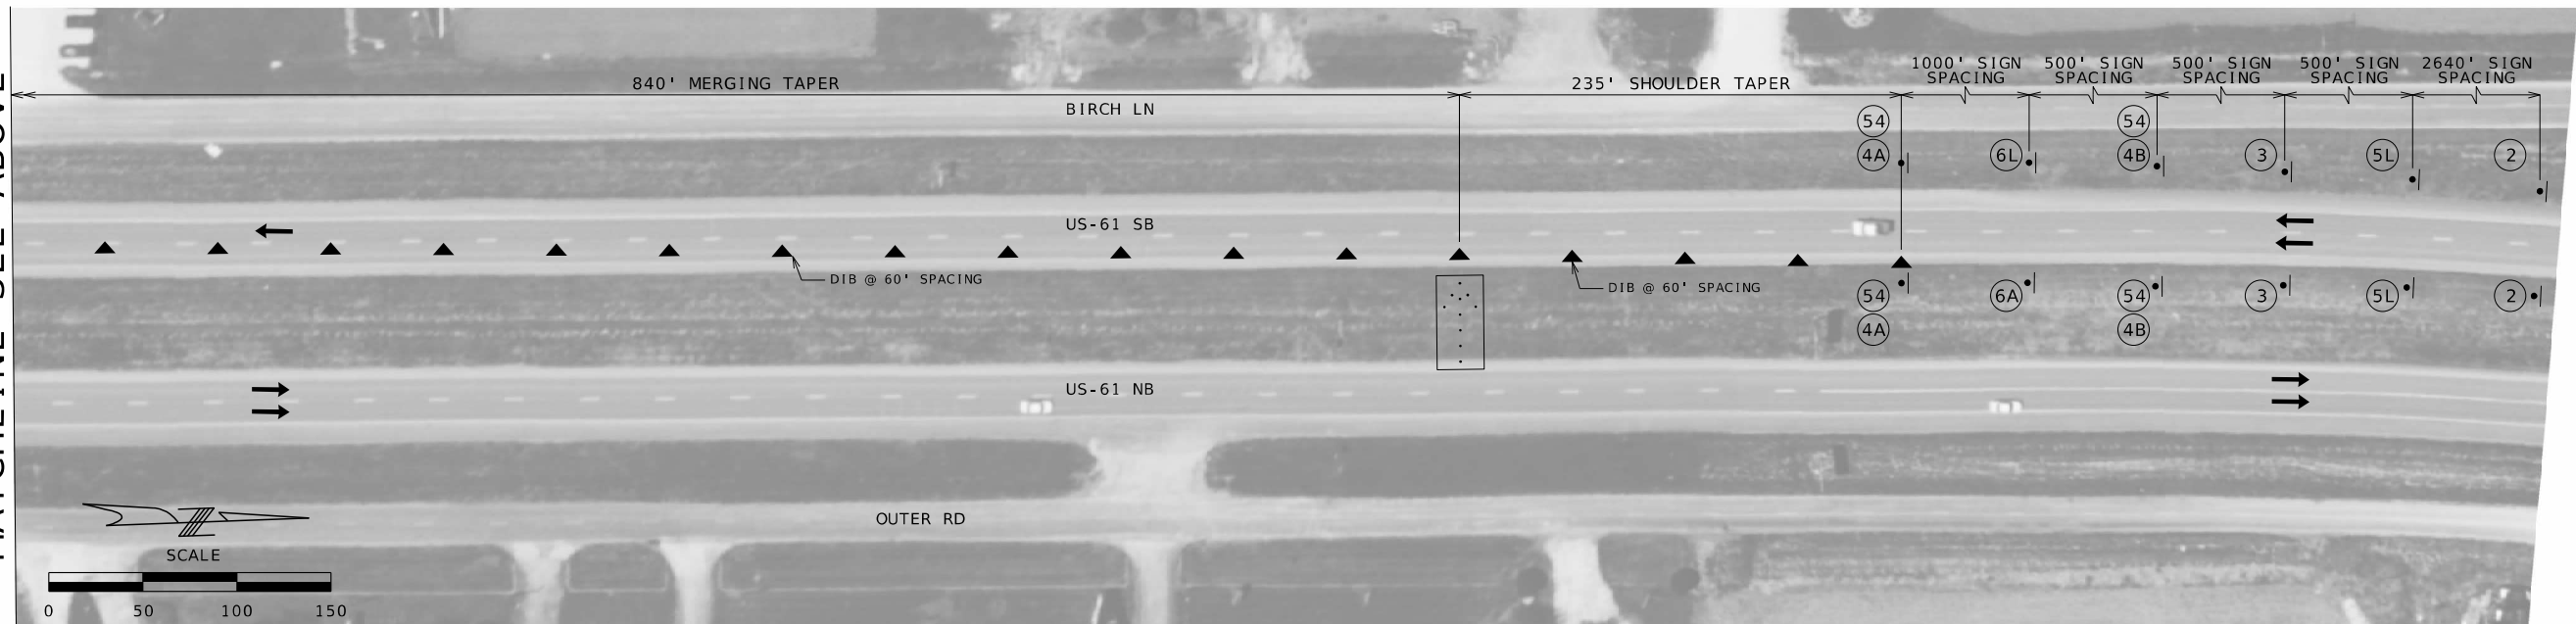 1000' SIGN SPACING
500' SIGN SPACING
500' SIGN SPACING
500' SIGN SPACING
2640' SIGN SPACING
840' MERGING TAPER
235' SHOULDER TAPER
BIRCH LN
54
54
4A
6L
4B
3
5L
2
US-61 SB
DIB @ 60' SPACING
DIB @ 60' SPACING
54
6A
54
3
5L
2
4A
4B
US-61 NB
OUTER RD
SCALE
0 50 100 150